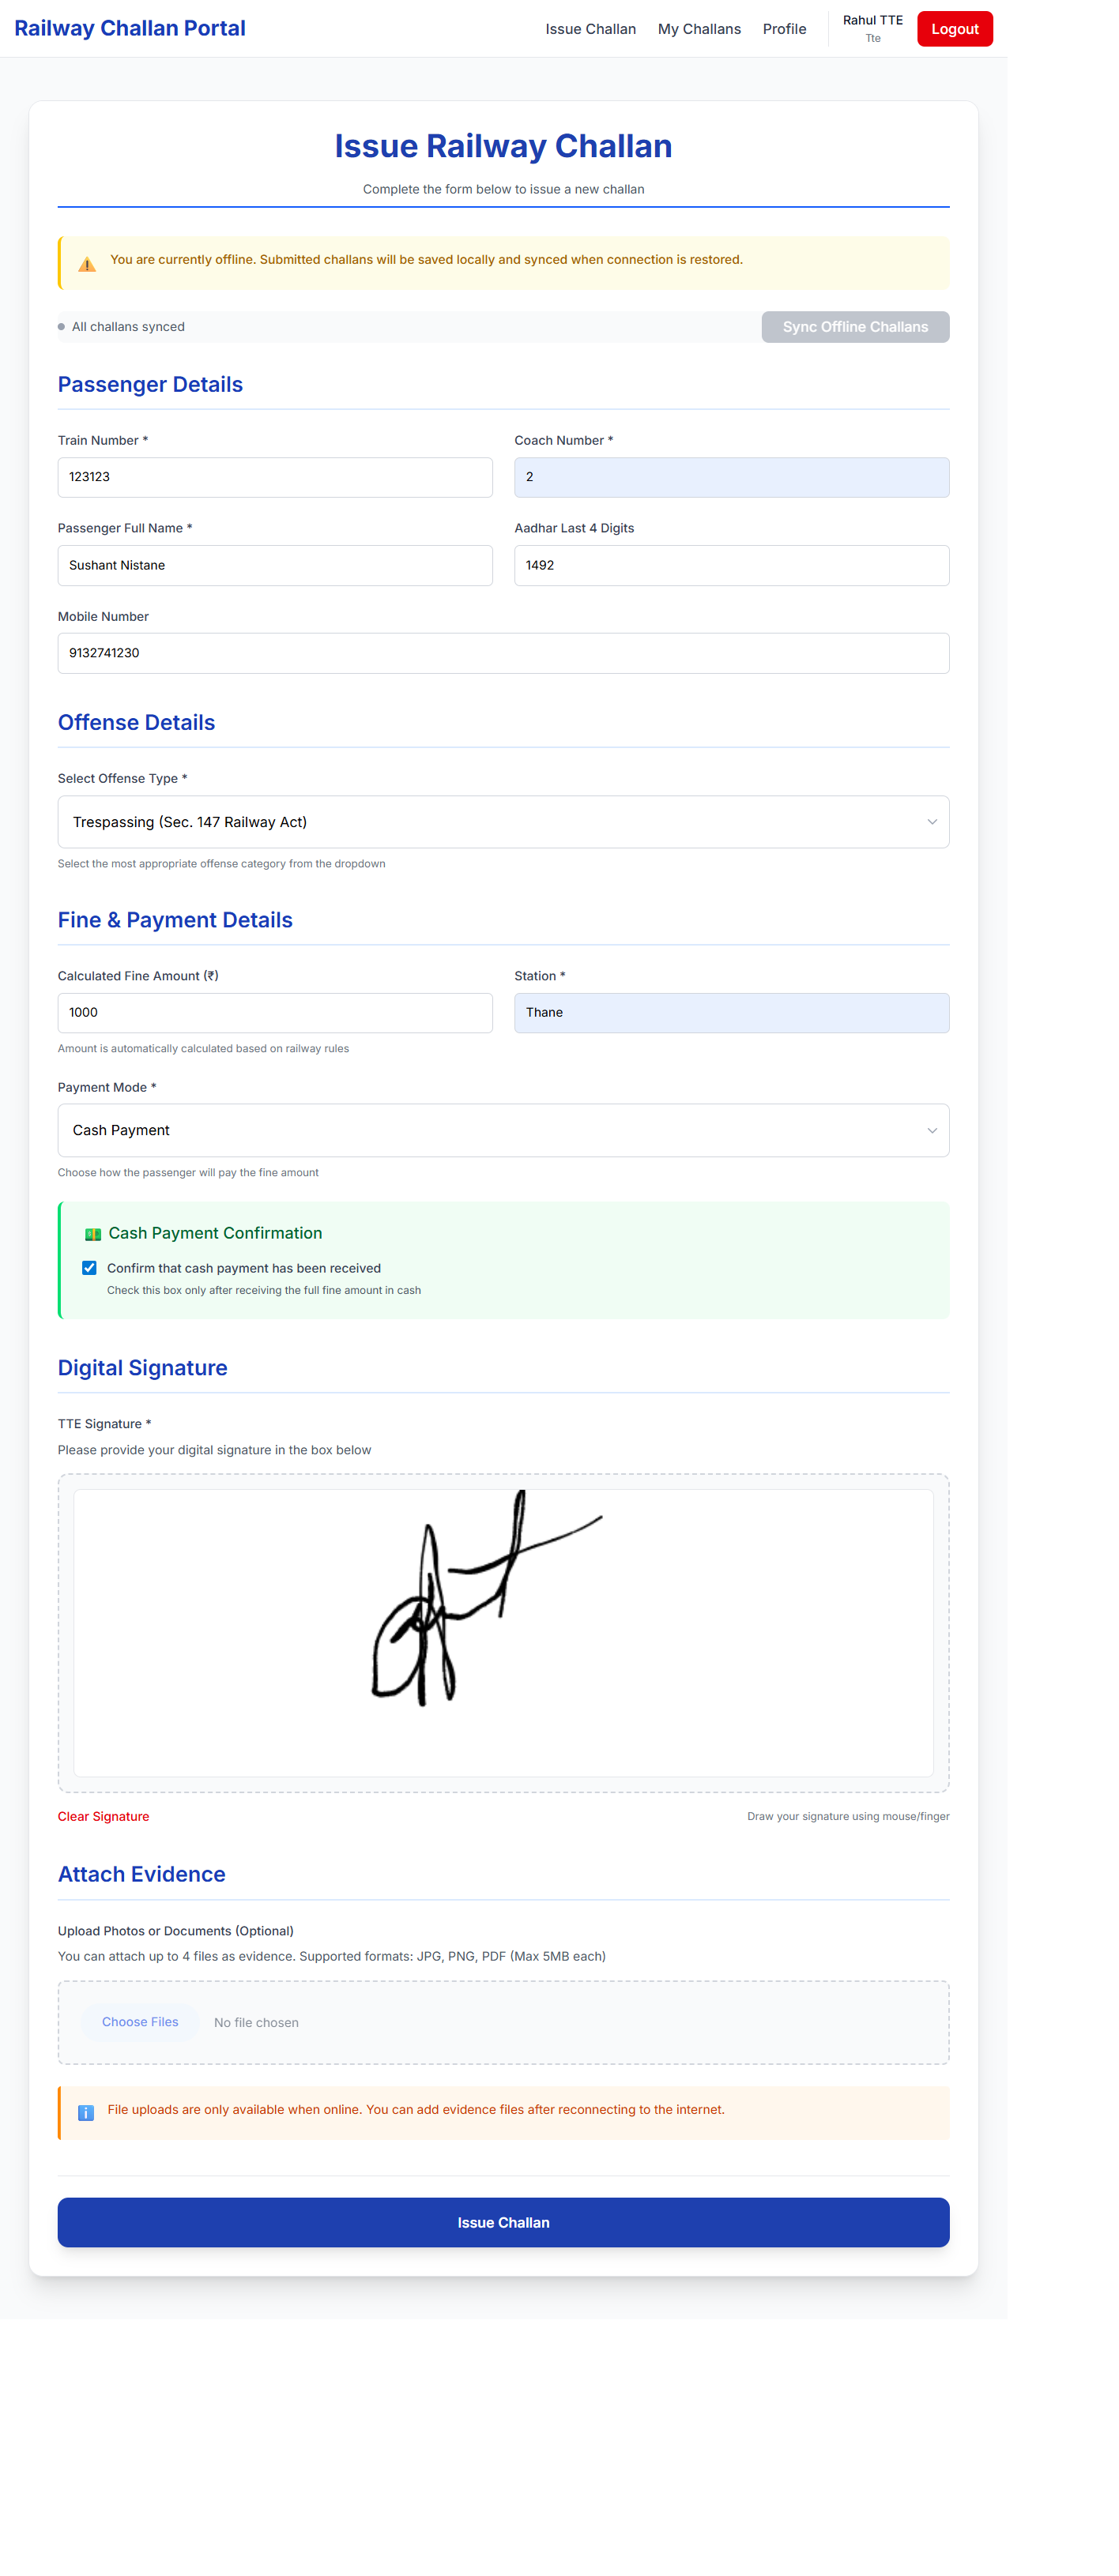 Railway Challan Portal
Issue Challan
My Challans
Profile
Rahul TTE
Tte
Logout
Issue Railway Challan
Complete the form below to issue a new challan
You are currently offline. Submitted challans will be saved locally and synced when connection is restored.
All challans synced
Sync Offline Challans
Passenger Details
Train Number *
Coach Number *
123123
2
Passenger Full Name *
Aadhar Last 4 Digits
Sushant Nistane
1492
Mobile Number
9132741230
Offense Details
Select Offense Type *
Trespassing (Sec. 147 Railway Act)
Select the most appropriate offense category from the dropdown
Fine & Payment Details
Calculated Fine Amount (₹)
Station *
1000
Thane
Amount is automatically calculated based on railway rules
Payment Mode *
Cash Payment
Choose how the passenger will pay the fine amount
Cash Payment Confirmation
Confirm that cash payment has been received
Check this box only after receiving the full fine amount in cash
Digital Signature
TTE Signature *
Please provide your digital signature in the box below
Clear Signature
Draw your signature using mouse/finger
Attach Evidence
Upload Photos or Documents (Optional)
You can attach up to 4 files as evidence. Supported formats: JPG, PNG, PDF (Max 5MB each)
Choose Files
No file chosen
File uploads are only available when online. You can add evidence files after reconnecting to the internet.
Issue Challan